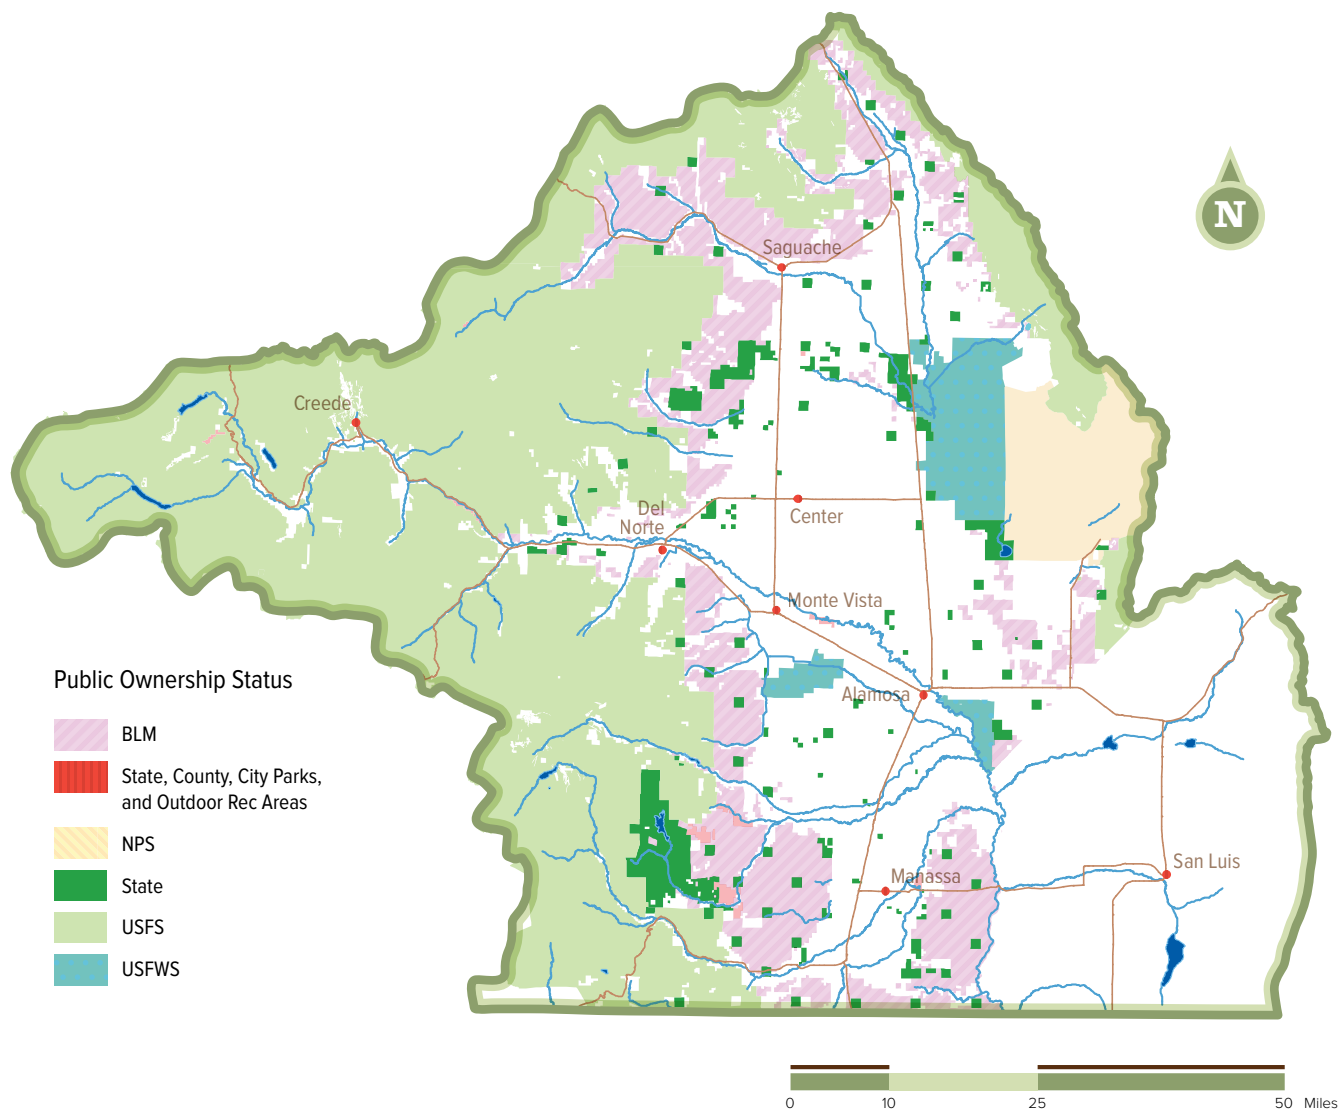 N
Saguache
Creede
Del
Norte
Center
Monte Vista
Alamosa
Manassa
San Luis
Public Ownership Status
BLM
State, County, City Parks,
and Outdoor Rec Areas
NPS
State
USFS
USFWS
0 10 25 50 Miles